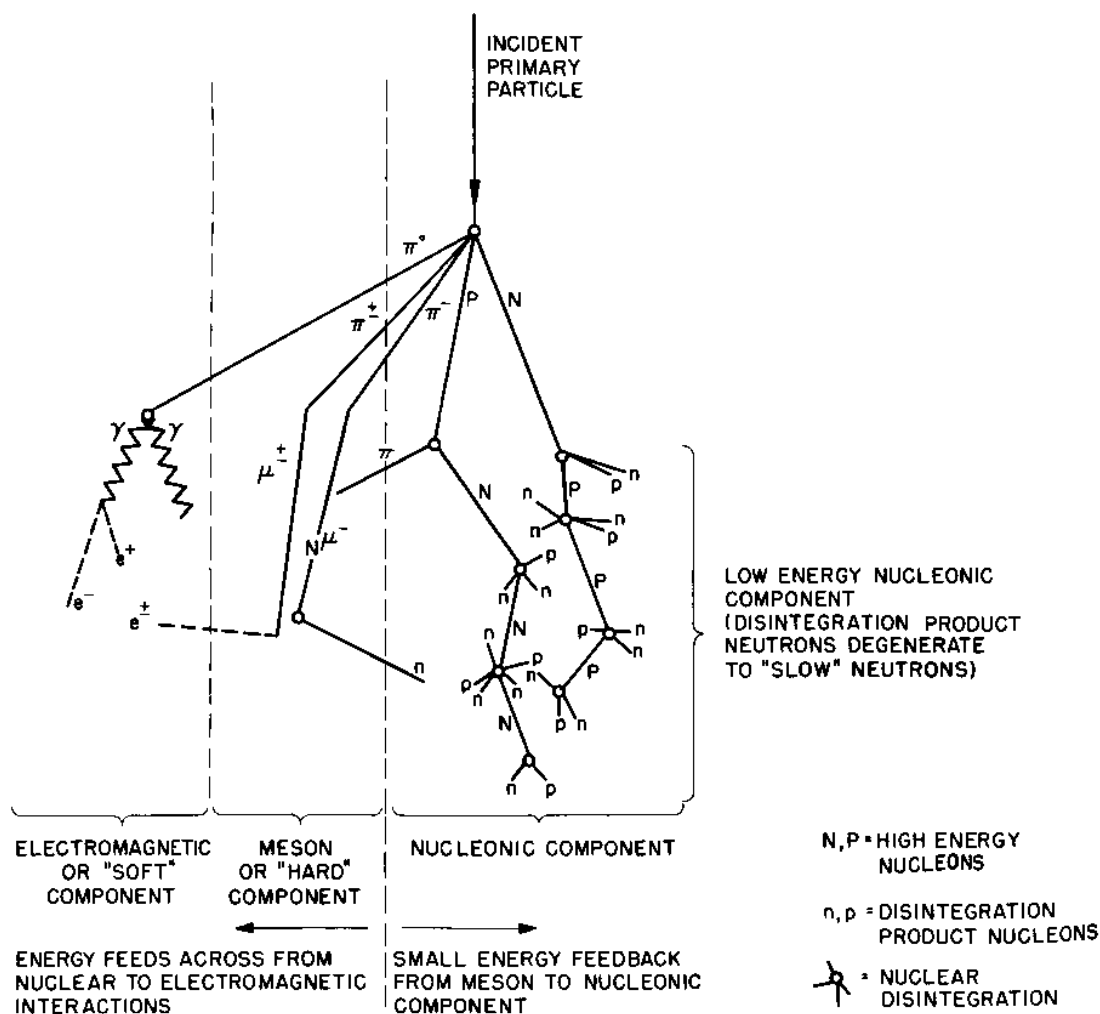 INCIDENT
PRIMARY
PARTICLE
π°
π±
π⁻
P
N
γ γ
μ±
π
N
n
p
P
n
n
p
n
p
N μ⁻
e⁺
e⁻
e±
n
p
n
n
P
N
p
n
n
n
p
p
n
n
n
P
n
p
n
N
n
p
LOW ENERGY NUCLEONIC
COMPONENT
(DISINTEGRATION PRODUCT
NEUTRONS DEGENERATE
TO "SLOW" NEUTRONS)
ELECTROMAGNETIC
OR "SOFT"
COMPONENT
MESON
OR "HARD"
COMPONENT
NUCLEONIC COMPONENT
ENERGY FEEDS ACROSS FROM
NUCLEAR TO ELECTROMAGNETIC
INTERACTIONS
SMALL ENERGY FEEDBACK
FROM MESON TO NUCLEONIC
COMPONENT
N,P = HIGH ENERGY
NUCLEONS
n,p = DISINTEGRATION
PRODUCT NUCLEONS
= NUCLEAR
DISINTEGRATION